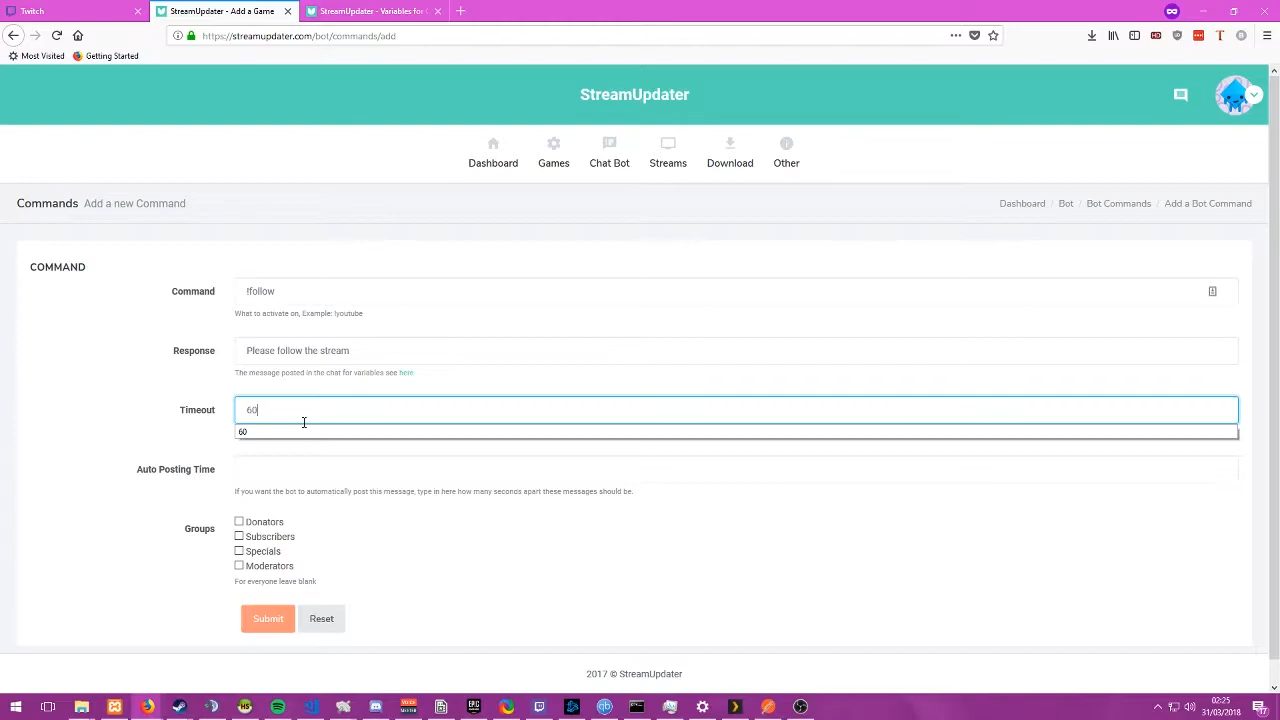 Twitch
StreamUpdater - Add a Game
StreamUpdater - Variables for C
https://streamupdater.com/bot/commands/add
Most Visited
Getting Started
StreamUpdater
Dashboard
Games
Chat Bot
Streams
Download
Other
Commands Add a new Command
Dashboard / Bot / Bot Commands / Add a Bot Command
COMMAND
Command
!follow
What to activate on, Example: !youtube
Response
Please follow the stream
The message posted in the chat for variables see here
Timeout
60
60
Auto Posting Time
If you want the bot to automatically post this message, type in here how many seconds apart these messages should be.
Groups
Donators
Subscribers
Specials
Moderators
For everyone leave blank
Submit
Reset
2017 © StreamUpdater
02:25
31/03/2018